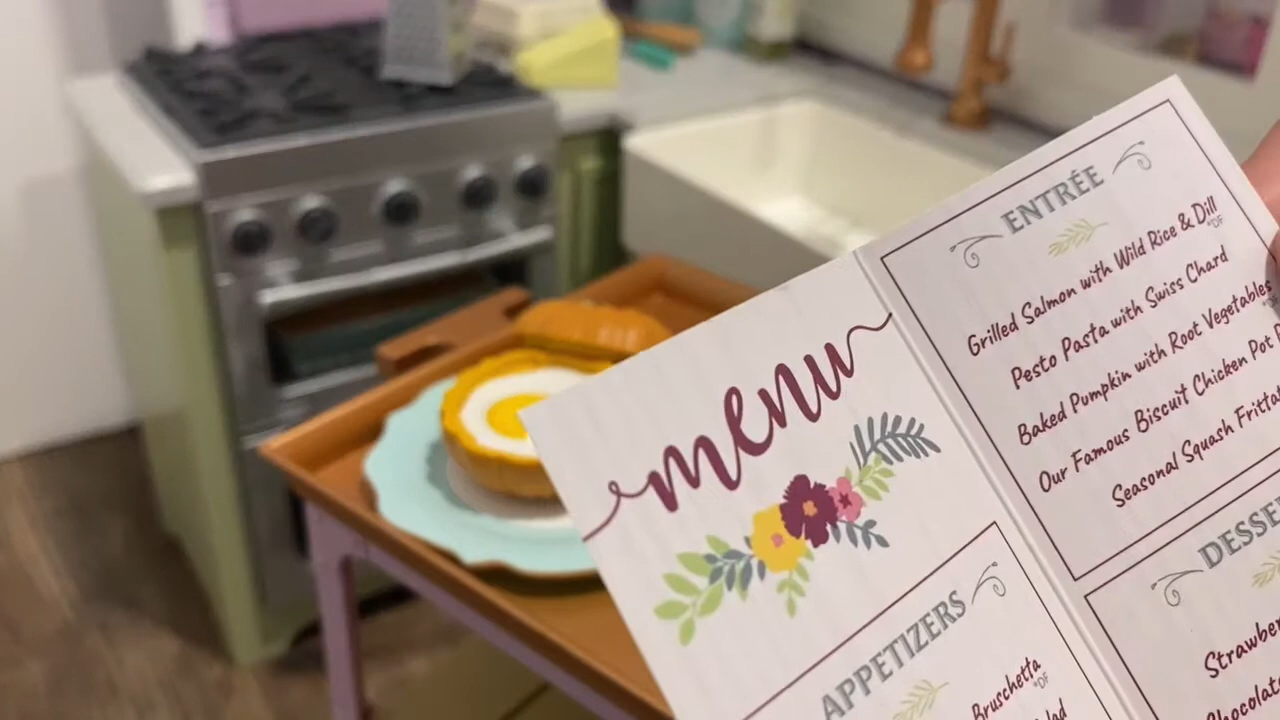 menu
APPETIZERS
Bruschetta
*DF
ENTRÉE
Grilled Salmon with Wild Rice & Dill
*DF
Pesto Pasta with Swiss Chard
Baked Pumpkin with Root Vegetables
Our Famous Biscuit Chicken Pot
Seasonal Squash